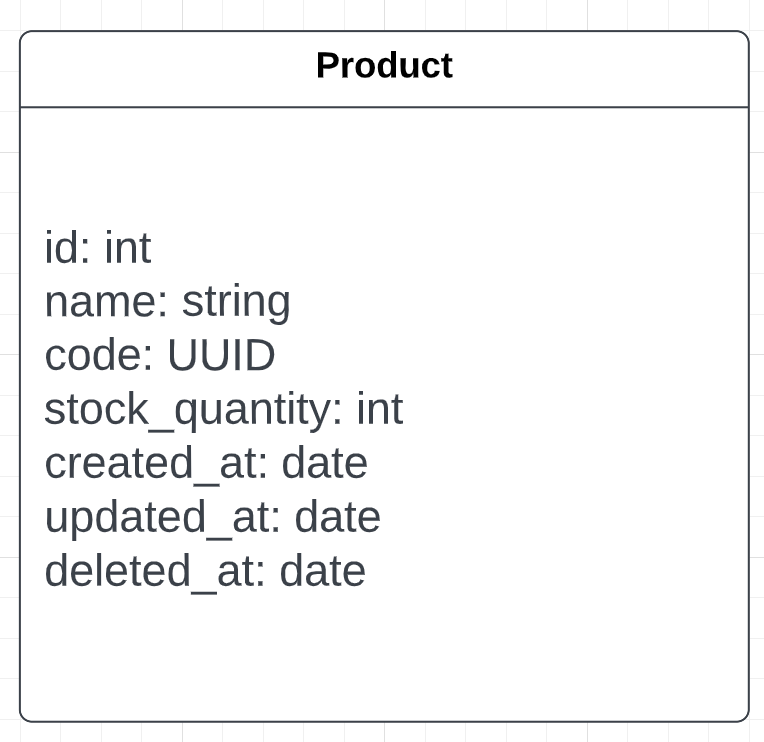 Product
id: int
name: string
code: UUID
stock_quantity: int
created_at: date
updated_at: date
deleted_at: date